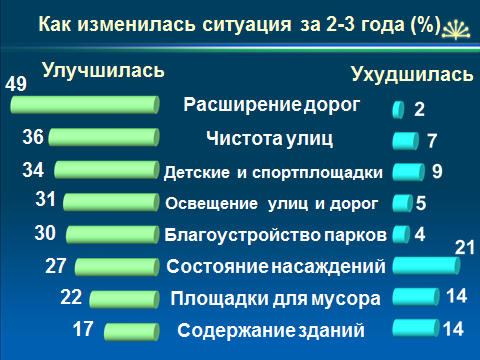 Как изменилась ситуация за 2-3 года (%)
Улучшилась Ухудшилась
49 Расширение дорог 2
36 Чистота улиц 7
34 Детские и спортплощадки 9
31 Освещение улиц и дорог 5
30 Благоустройство парков 4
27 Состояние насаждений 21
22 Площадки для мусора 14
17 Содержание зданий 14